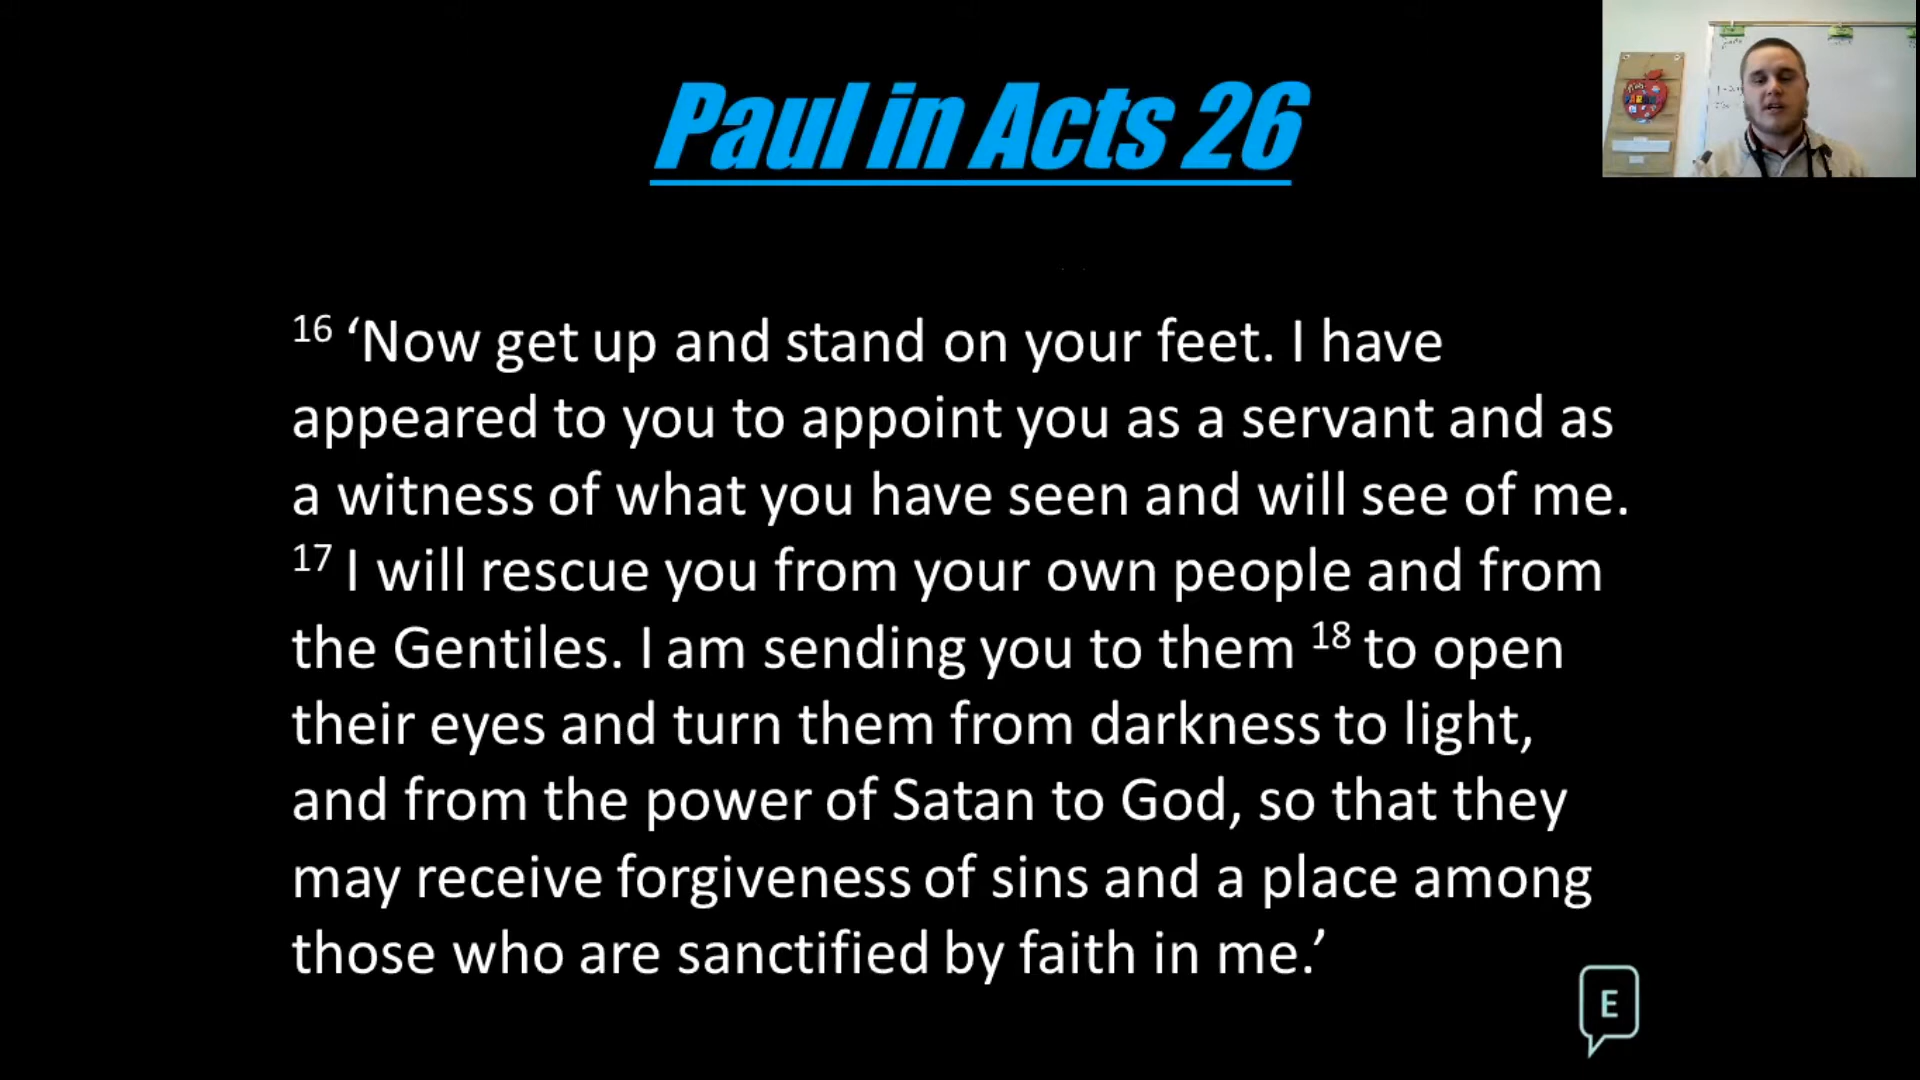 Paul in Acts 26
16 ‘Now get up and stand on your feet. I have
appeared to you to appoint you as a servant and as
a witness of what you have seen and will see of me.
17 I will rescue you from your own people and from
the Gentiles. I am sending you to them 18 to open
their eyes and turn them from darkness to light,
and from the power of Satan to God, so that they
may receive forgiveness of sins and a place among
those who are sanctified by faith in me.’
E